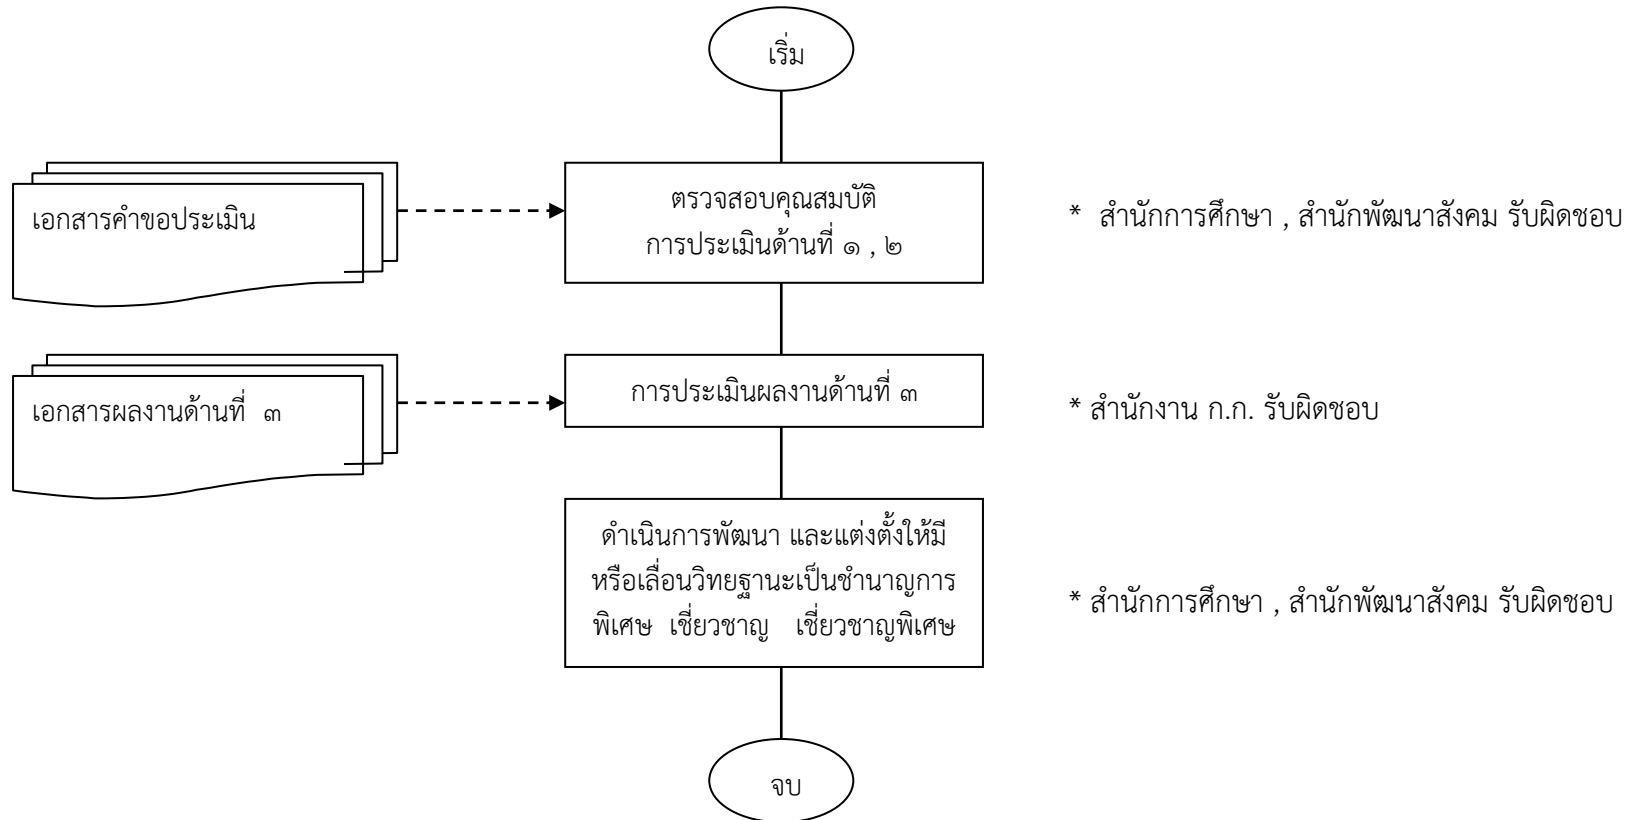 เริ่ม
เอกสารคำขอประเมิน
ตรวจสอบคุณสมบัติ
การประเมินด้านที่ ๑ , ๒
* สำนักการศึกษา , สำนักพัฒนาสังคม รับผิดชอบ
เอกสารผลงานด้านที่ ๓
การประเมินผลงานด้านที่ ๓
* สำนักงาน ก.ก. รับผิดชอบ
ดำเนินการพัฒนา และแต่งตั้งให้มี
หรือเลื่อนวิทยฐานะเป็นชำนาญการ
พิเศษ เชี่ยวชาญ เชี่ยวชาญพิเศษ
* สำนักการศึกษา , สำนักพัฒนาสังคม รับผิดชอบ
จบ